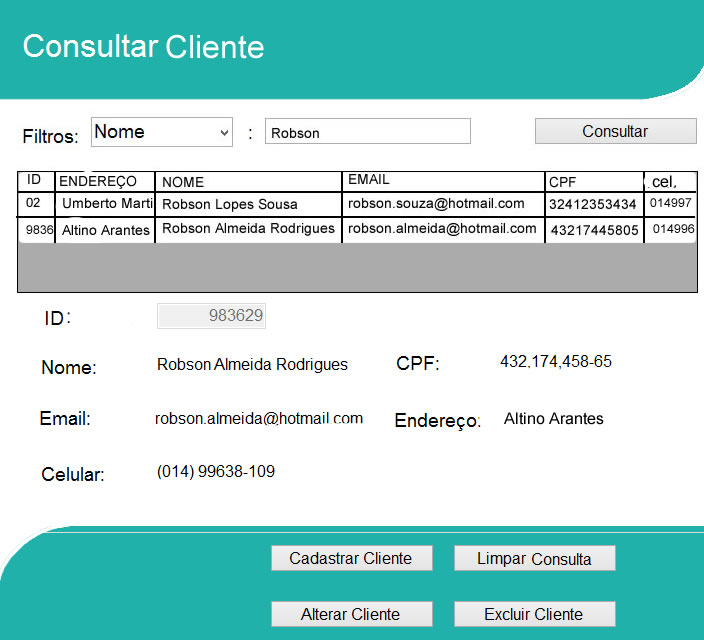 Consultar Cliente
Filtros: Nome : Robson Consultar
ID ENDEREÇO NOME EMAIL CPF cel,
02 Umberto Marti Robson Lopes Sousa robson.souza@hotmail.com 32412353434 014997
9836 Altino Arantes Robson Almeida Rodrigues robson.almeida@hotmail.com 43217445805 014996
ID: 983629
Nome: Robson Almeida Rodrigues CPF: 432,174,458-65
Email: robson.almeida@hotmail.com Endereço: Altino Arantes
Celular: (014) 99638-109
Cadastrar Cliente Limpar Consulta
Alterar Cliente Excluir Cliente